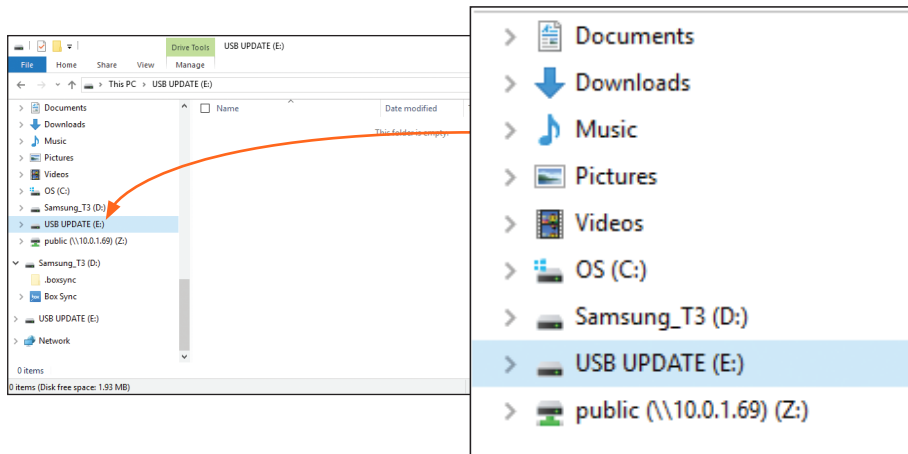 Drive Tools USB UPDATE (E:)
File Home Share View Manage
This PC > USB UPDATE (E:)
Name Date modified
This folder is empty.
Documents
Downloads
Music
Pictures
Videos
OS (C:)
Samsung_T3 (D:)
USB UPDATE (E:)
public (\\10.0.1.69) (Z:)
Samsung_T3 (D:)
.boxsync
Box Sync
USB UPDATE (E:)
Network
0 items
0 items (Disk free space: 1.93 MB)
Documents
Downloads
Music
Pictures
Videos
OS (C:)
Samsung_T3 (D:)
USB UPDATE (E:)
public (\\10.0.1.69) (Z:)